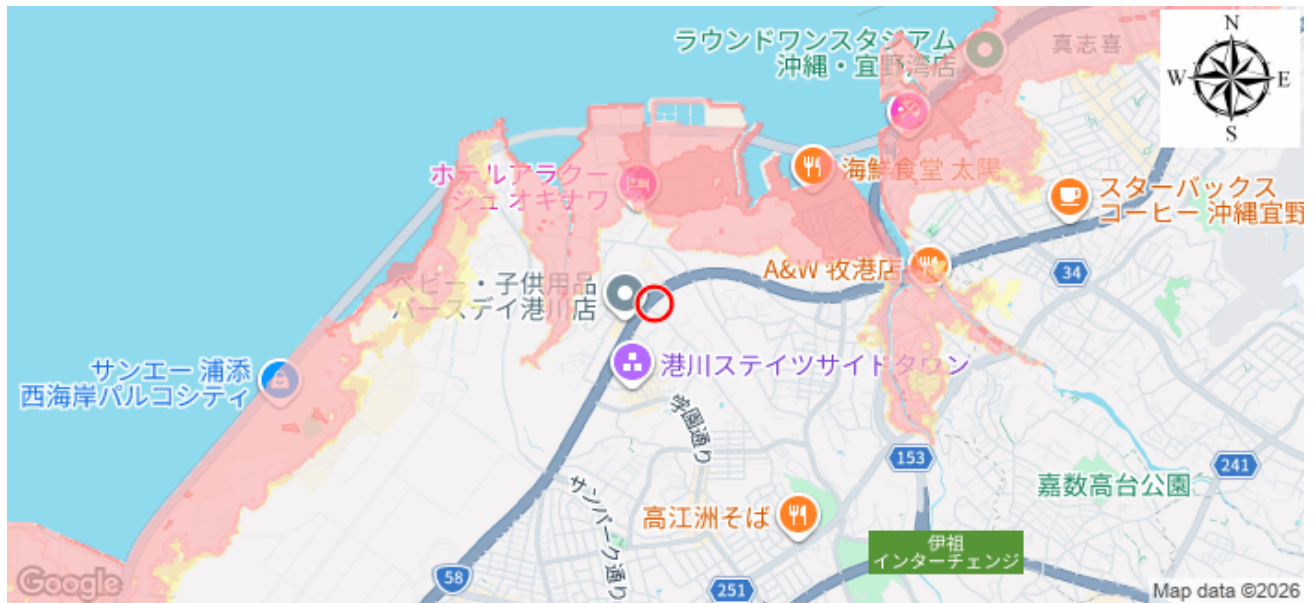 ラウンドワンスタジアム
沖縄・宜野湾店
真志喜
N
W
E
S
ホテルアラクー
ジュ オキナワ
海鮮食堂 太陽
スターバックス
コーヒー 沖縄宜野
A&W 牧港店
34
ベビー・子供用品
バースデイ港川店
サンエー 浦添
西海岸パルコシティ
港川ステイツサイドタウン
学園通り
153
241
嘉数高台公園
サンパーク通り
高江洲そば
伊祖
インターチェンジ
58
251
Google
Map data ©2026